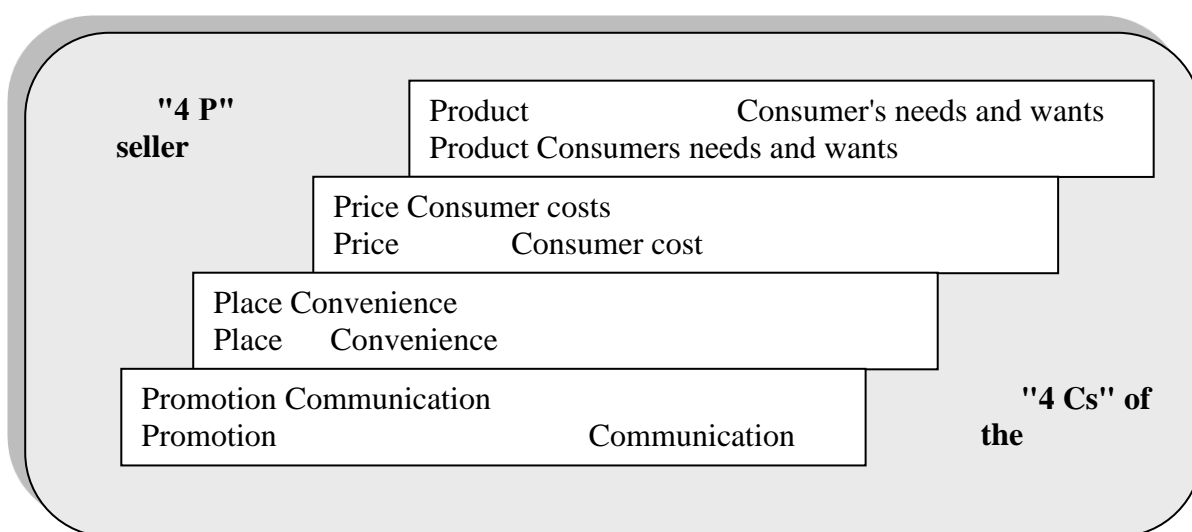 "4 P"
seller
Product Consumer's needs and wants
Product Consumers needs and wants
Price Consumer costs
Price Consumer cost
Place Convenience
Place Convenience
Promotion Communication
Promotion Communication
"4 Cs" of
the